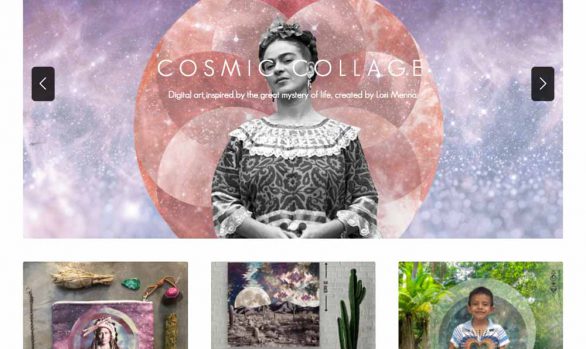 COSMIC COLLAGE
Digital art, inspired by the great mystery of life, created by Lori Menna.